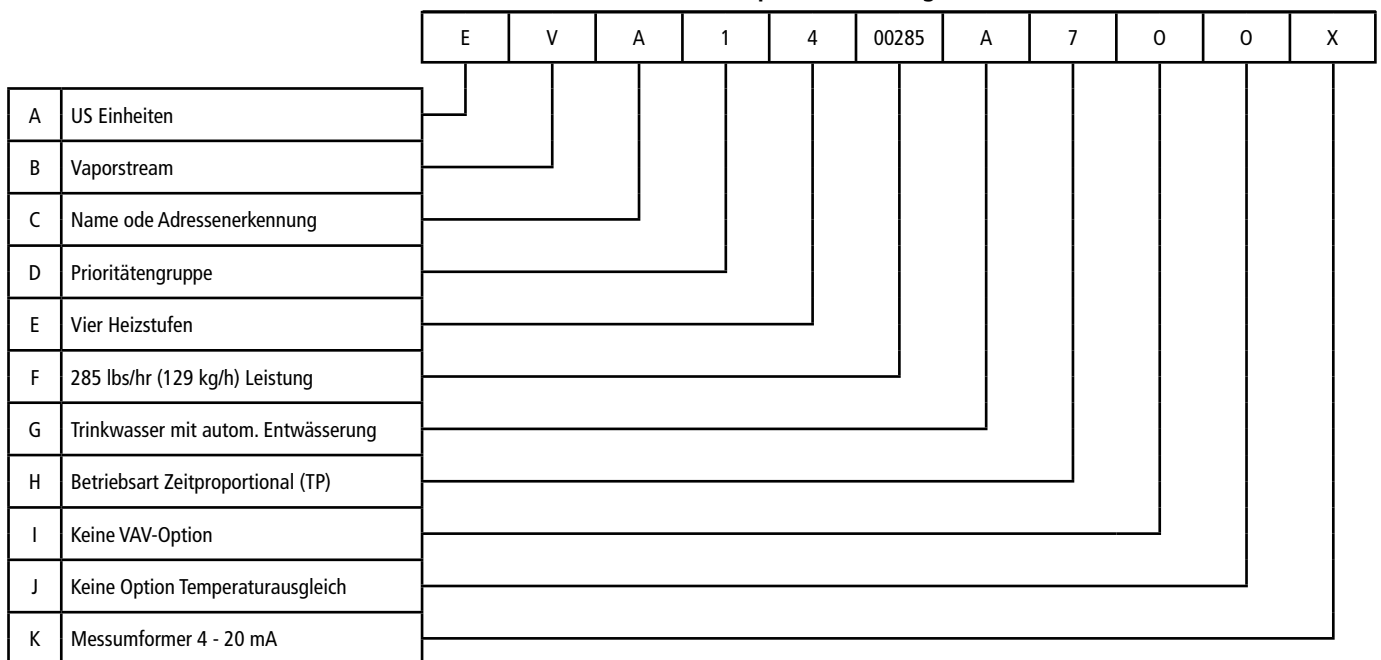 E V A 1 4 00285 A 7 O O X
A US Einheiten
B Vaporstream
C Name ode Adressenerkennung
D Prioritätengruppe
E Vier Heizstufen
F 285 lbs/hr (129 kg/h) Leistung
G Trinkwasser mit autom. Entwässerung
H Betriebsart Zeitproportional (TP)
I Keine VAV-Option
J Keine Option Temperaturausgleich
K Messumformer 4 - 20 mA